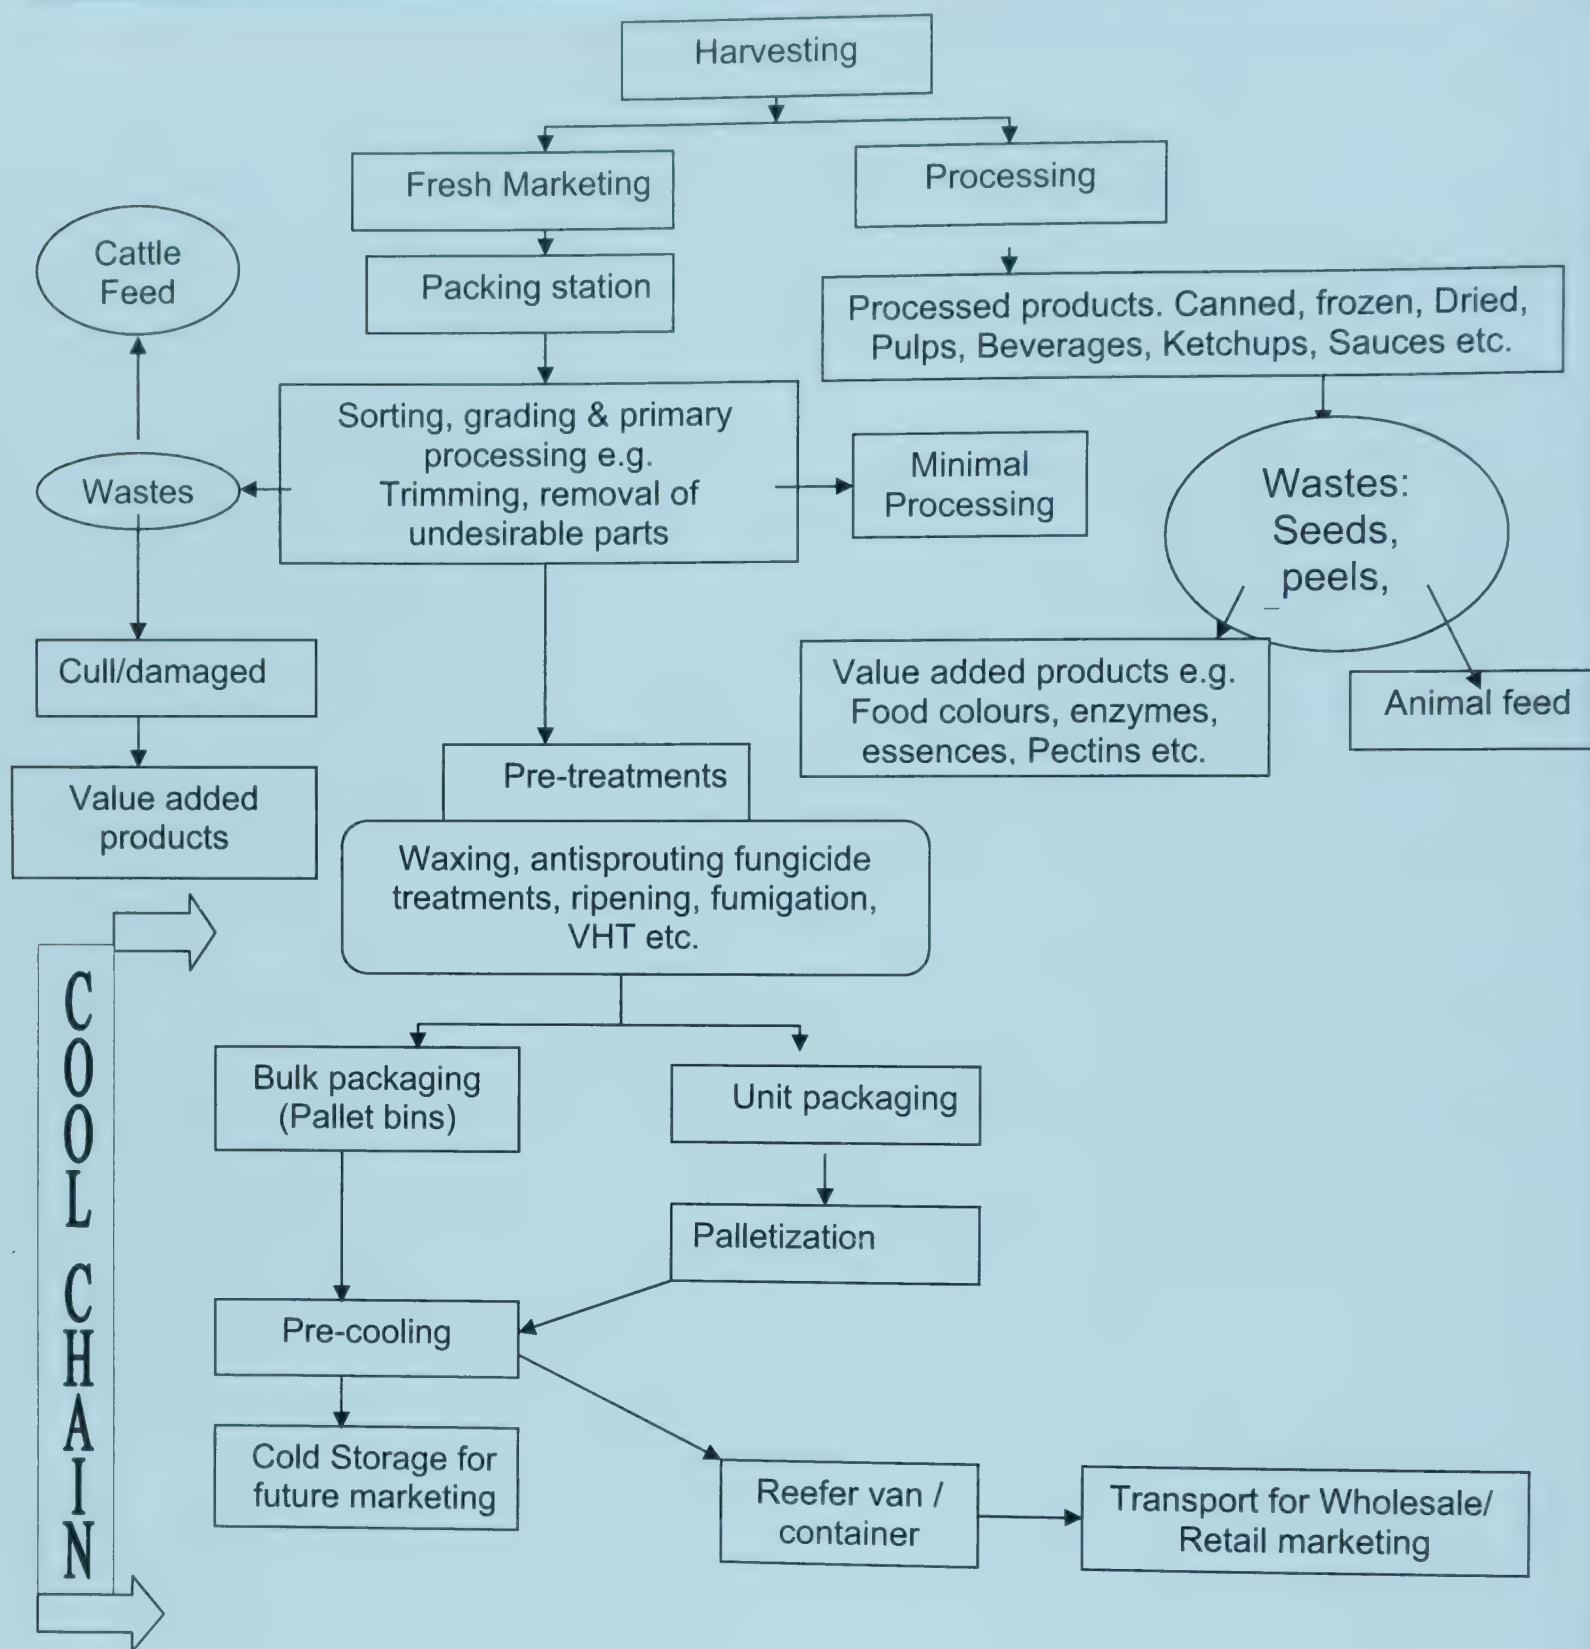 Harvesting
Fresh Marketing
Processing
Cattle
Feed
Packing station
Processed products. Canned, frozen, Dried,
Pulps, Beverages, Ketchups, Sauces etc.
Sorting, grading & primary
processing e.g.
Trimming, removal of
undesirable parts
Wastes
Minimal
Processing
Wastes:
Seeds,
peels,
Cull/damaged
Value added products e.g.
Food colours, enzymes,
essences, Pectins etc.
Animal feed
Value added
products
Pre-treatments
Waxing, antisprouting fungicide
treatments, ripening, fumigation,
VHT etc.
COOL CHAIN
Bulk packaging
(Pallet bins)
Unit packaging
Palletization
Pre-cooling
Cold Storage for
future marketing
Reefer van /
container
Transport for Wholesale/
Retail marketing